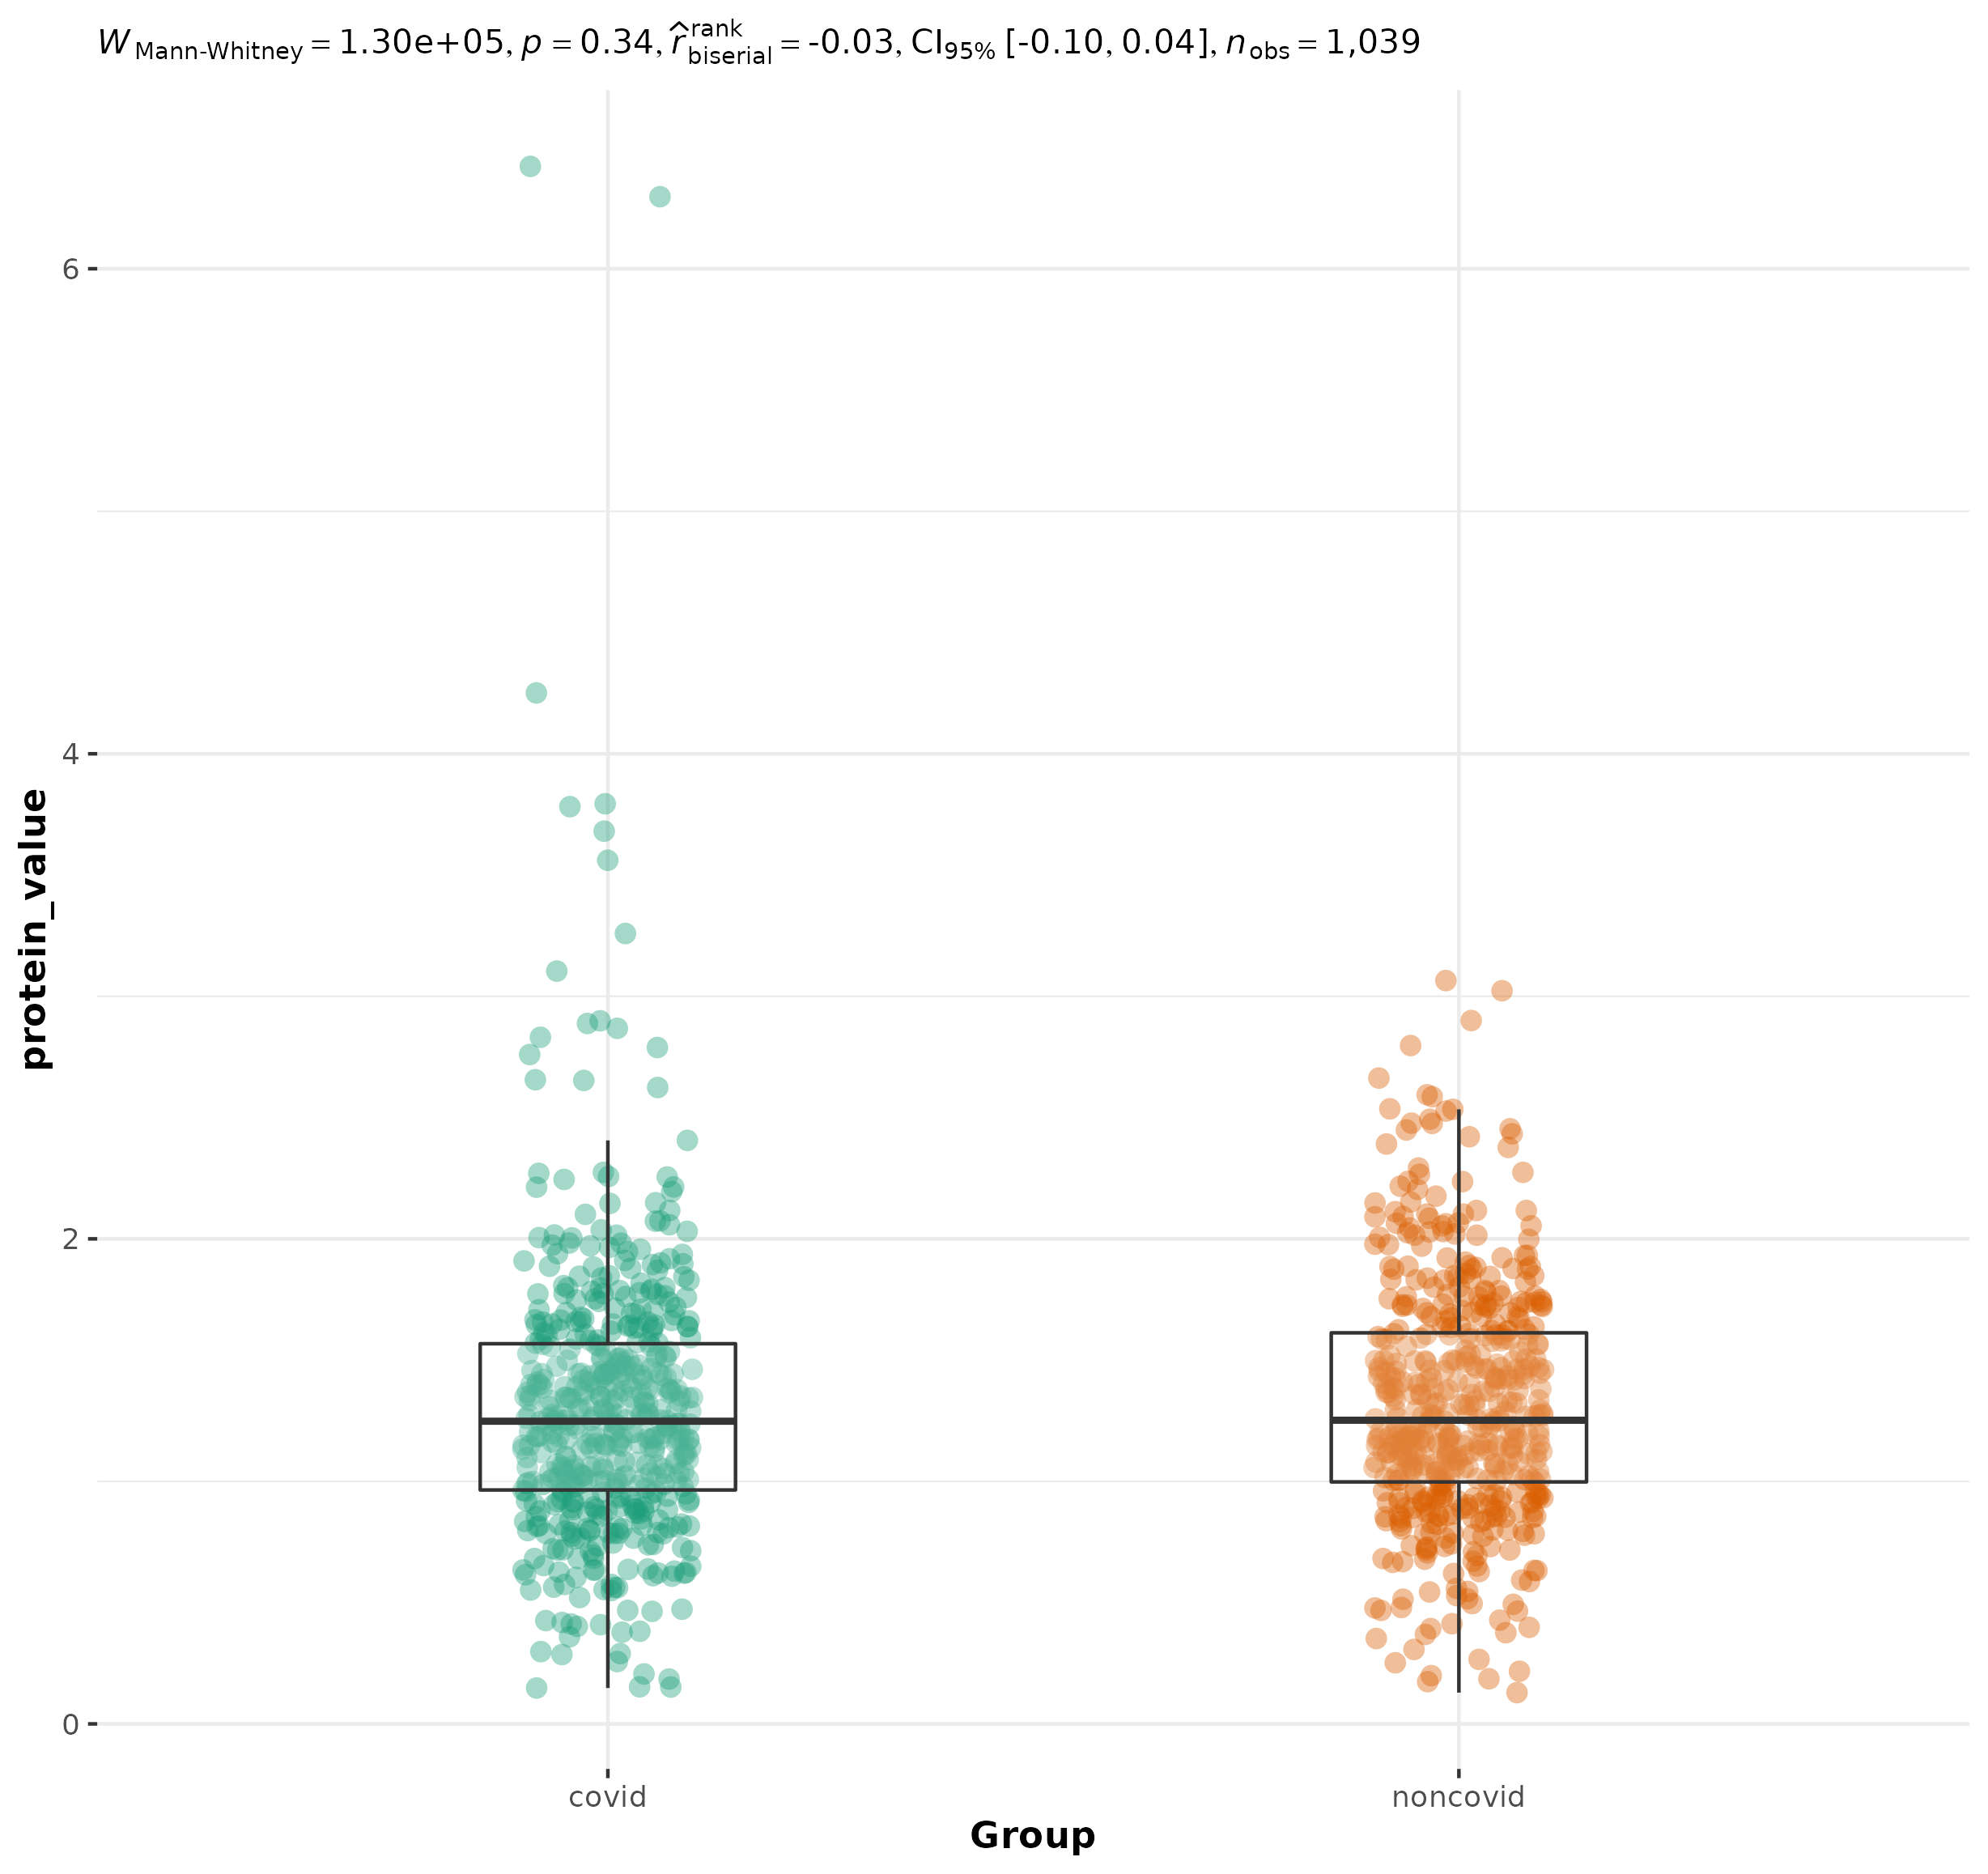 W Mann-Whitney = 1.30e+05, p = 0.34, r̂ rank biserial = -0.03, CI95% [-0.10, 0.04], nobs = 1,039
6
4
2
0
protein_value
covid noncovid
Group